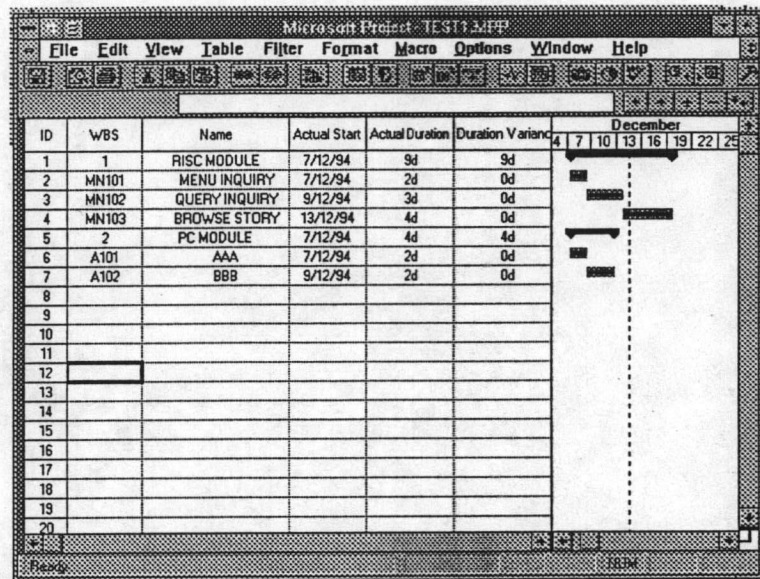 Microsoft Project - TEST1.MPP
File Edit View Table Filter Format Macro Options Window Help
December
ID WBS Name Actual Start Actual Duration Duration Varianc 4 7 10 13 16 19 22 25
1 1 RISC MODULE 7/12/94 9d 9d
2 MN101 MENU INQUIRY 7/12/94 2d 0d
3 MN102 QUERY INQUIRY 9/12/94 3d 0d
4 MN103 BROWSE STORY 13/12/94 4d 0d
5 2 PC MODULE 7/12/94 4d 4d
6 A101 AAA 7/12/94 2d 0d
7 A102 BBB 9/12/94 2d 0d
8
9
10
11
12
13
14
15
16
17
18
19
20
Ready NUM